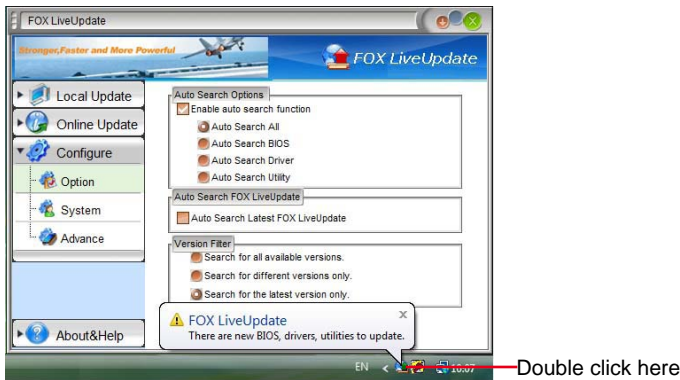 FOX LiveUpdate
Stronger,Faster and More Powerful
FOX LiveUpdate
Local Update
Online Update
Configure
Option
System
Advance
About&Help
Auto Search Options
Enable auto search function
Auto Search All
Auto Search BIOS
Auto Search Driver
Auto Search Utility
Auto Search FOX LiveUpdate
Auto Search Latest FOX LiveUpdate
Version Filter
Search for all available versions.
Search for different versions only.
Search for the latest version only.
FOX LiveUpdate
There are new BIOS, drivers, utilities to update.
EN
16:07
Double click here